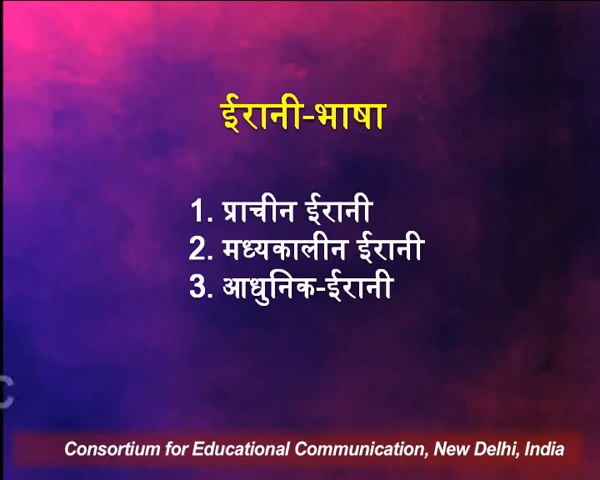 ईरानी-भाषा
1. प्राचीन ईरानी
2. मध्यकालीन ईरानी
3. आधुनिक-ईरानी
C
Consortium for Educational Communication, New Delhi, India